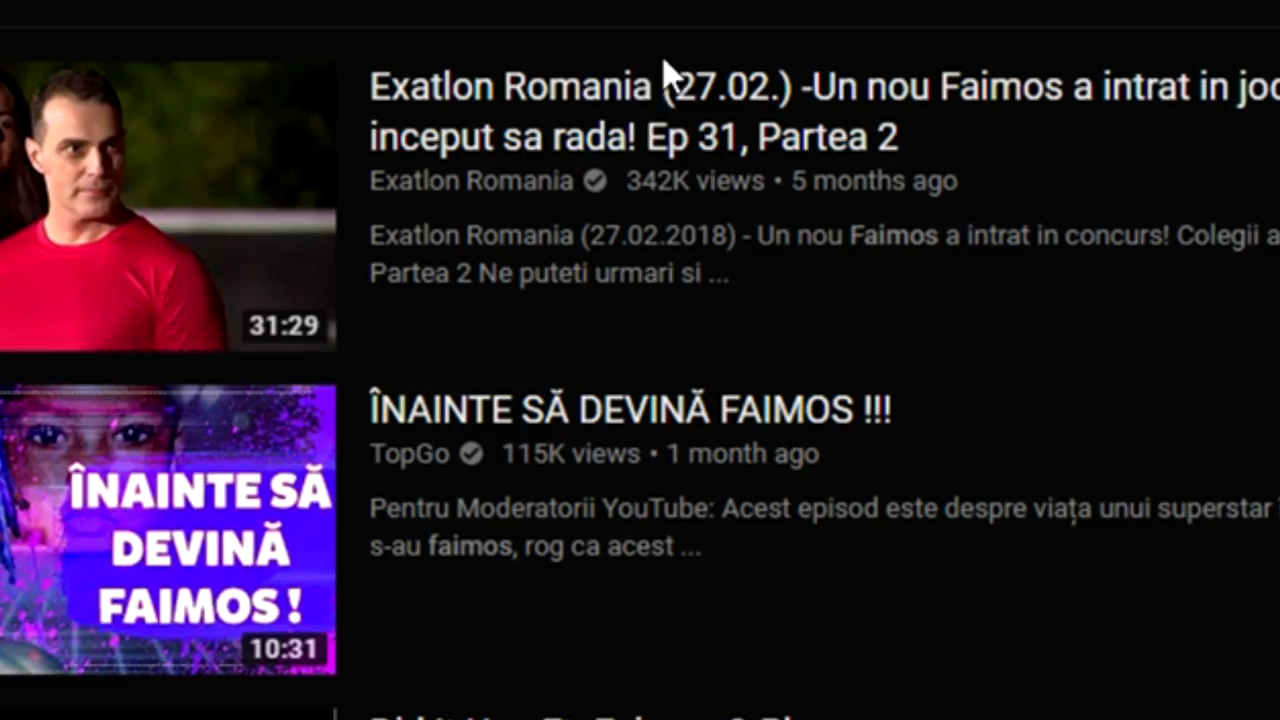 Exatlon Romania (27.02.) -Un nou Faimos a intrat in joc
inceput sa rada! Ep 31, Partea 2
Exatlon Romania 342K views • 5 months ago
Exatlon Romania (27.02.2018) - Un nou Faimos a intrat in concurs! Colegii a
Partea 2 Ne puteti urmari si ...
31:29
ÎNAINTE SĂ DEVINĂ FAIMOS !!!
TopGo 115K views • 1 month ago
Pentru Moderatorii YouTube: Acest episod este despre viața unui superstar
s-au faimos, rog ca acest ...
ÎNAINTE SĂ
DEVINĂ
FAIMOS !
10:31